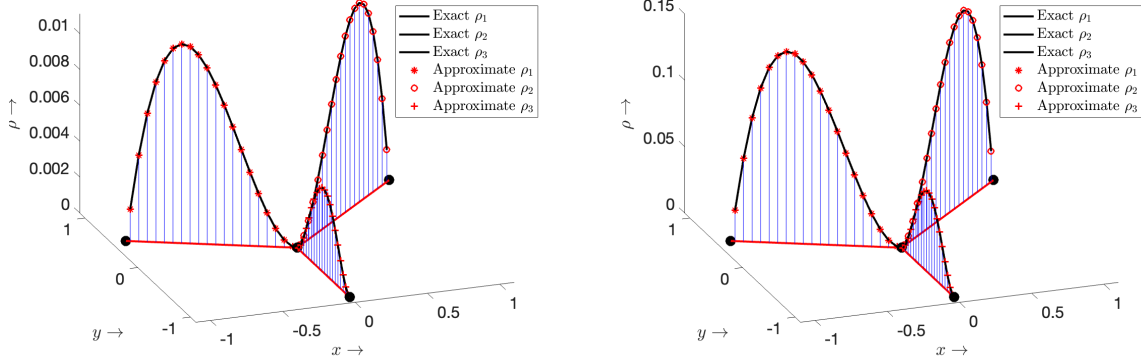 0.01
0.008
0.006
0.004
0.002
0
ρ →
1
0
-1
y →
-1
-0.5
0
0.5
1
x →
Exact ρ₁
Exact ρ₂
Exact ρ₃
Approximate ρ₁
Approximate ρ₂
Approximate ρ₃
0.15
0.1
0.05
0
ρ →
1
0
-1
y →
-1
-0.5
0
0.5
1
x →
Exact ρ₁
Exact ρ₂
Exact ρ₃
Approximate ρ₁
Approximate ρ₂
Approximate ρ₃